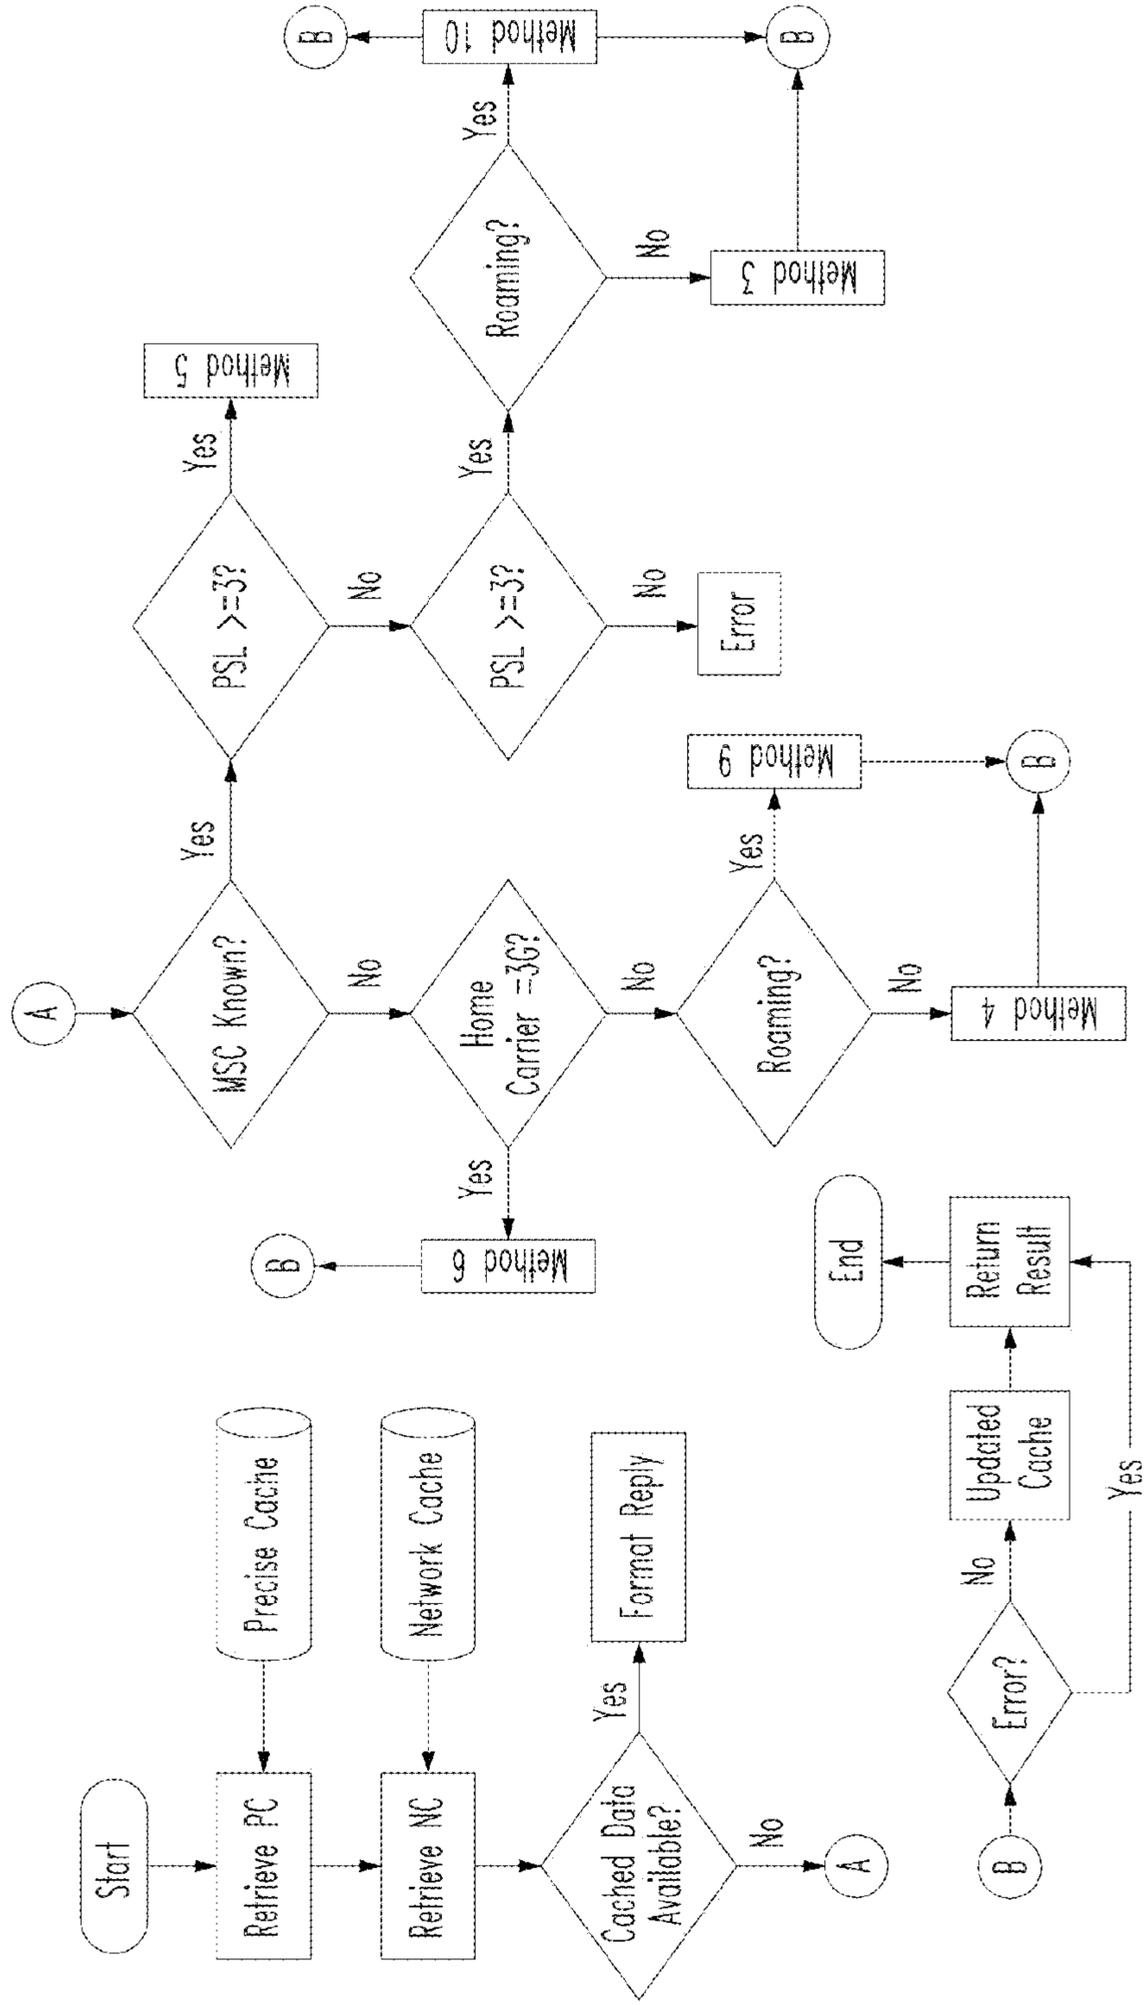 Start
Retrieve PC
Precise Cache
Retrieve NC
Network Cache
Cached Data
Available?
Yes
Format Reply
No
A
B
Error?
No
Updated
Cache
Return
Result
End
Yes
A
MSC Known?
Yes
PSL >=3?
Yes
Method 5
No
No
Home
Carrier =3G?
Yes
Method 6
B
No
PSL >=3?
Yes
Roaming?
Yes
Method 10
B
B
No
Method 3
No
Error
Roaming?
Yes
Method 9
B
No
Method 4